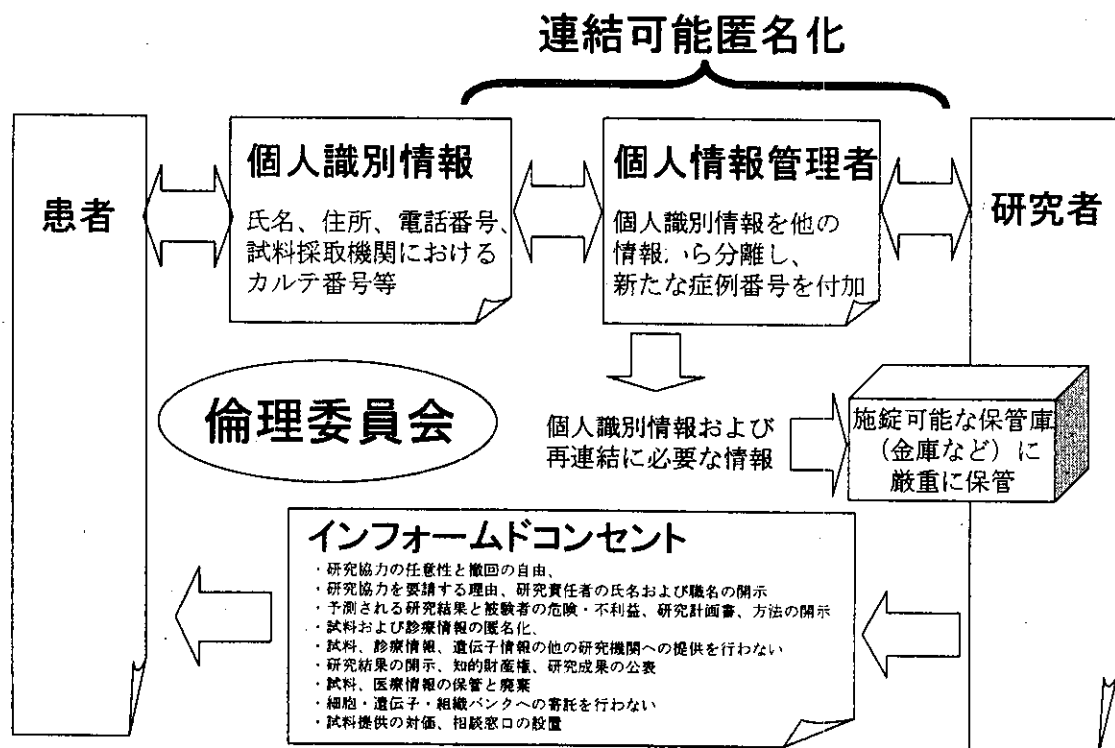 連結可能匿名化
患者
個人識別情報
氏名、住所、電話番号、
試料採取機関における
カルテ番号等
個人情報管理者
個人識別情報を他の
情報から分離し、
新たな症例番号を付加
研究者
倫理委員会
個人識別情報および
再連結に必要な情報
施錠可能な保管庫
(金庫など)に
厳重に保管
インフォームドコンセント
・研究協力の任意性と撤回の自由、
・研究協力を要請する理由、研究責任者の氏名および職名の開示
・予測される研究結果と被験者の危険・不利益、研究計画書、方法の開示
・試料および診療情報の匿名化、
・試料、診療情報、遺伝子情報の他の研究機関への提供を行わない
・研究結果の開示、知的財産権、研究成果の公表
・試料、医療情報の保管と廃棄
・細胞・遺伝子・組織バンクへの寄託を行わない
・試料提供の対価、相談窓口の設置